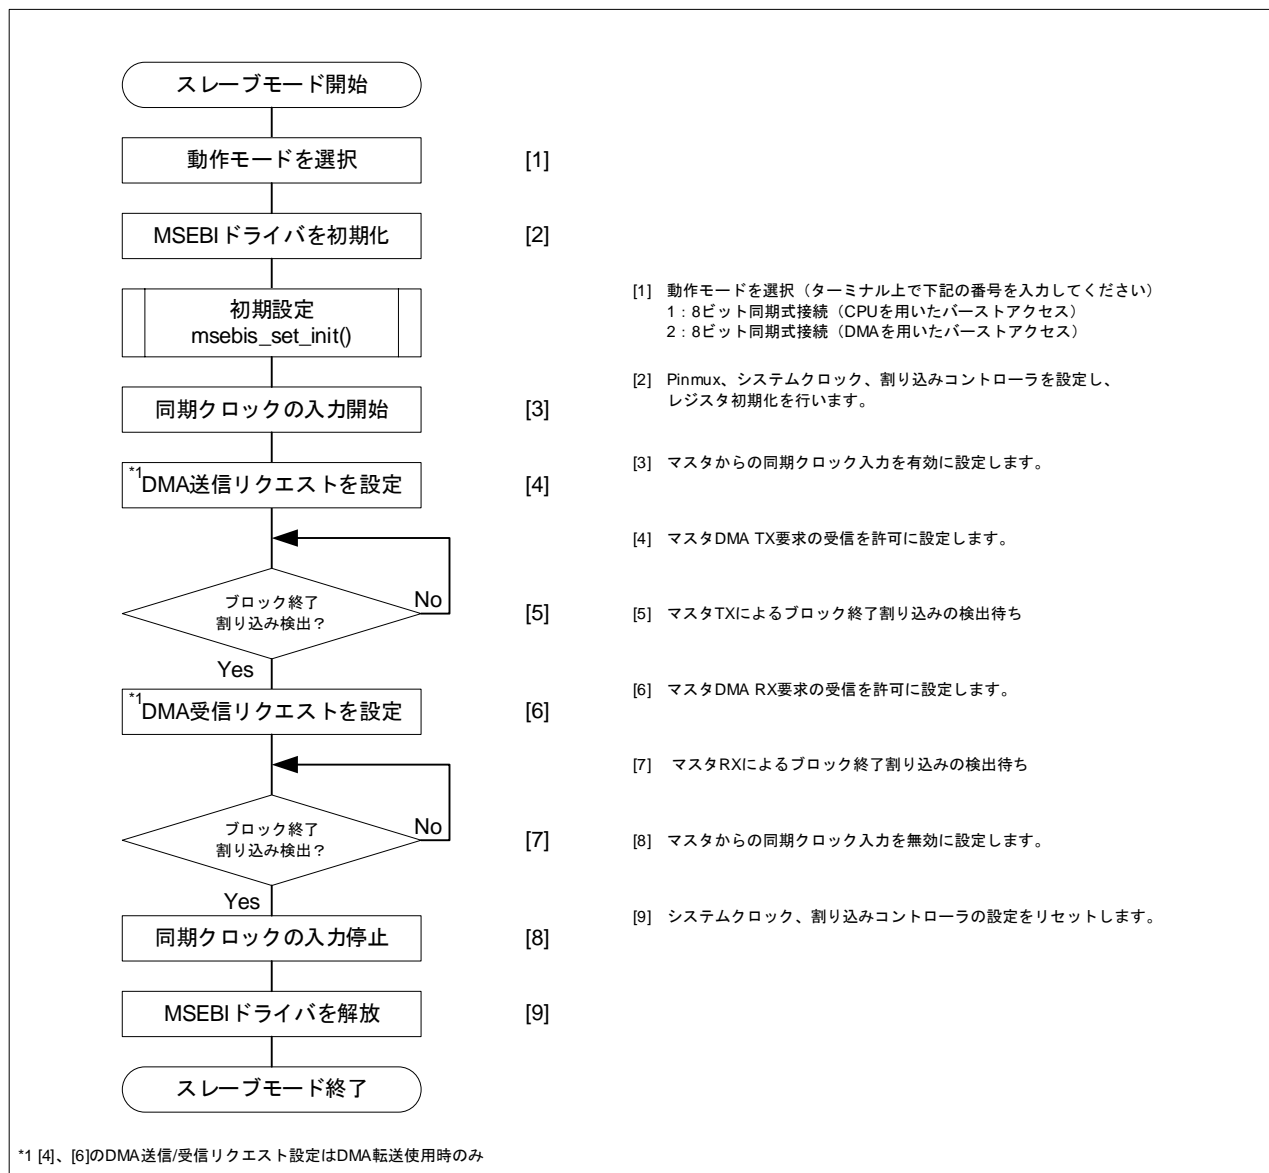 スレーブモード開始
動作モードを選択 [1]
MSEBIドライバを初期化 [2]
初期設定
msebis_set_init()
同期クロックの入力開始 [3]
*1DMA送信リクエストを設定 [4]
ブロック終了
割り込み検出？
No
[5]
Yes
*1DMA受信リクエストを設定 [6]
ブロック終了
割り込み検出？
No
[7]
Yes
同期クロックの入力停止 [8]
MSEBIドライバを解放 [9]
スレーブモード終了
[1] 動作モードを選択（ターミナル上で下記の番号を入力してください）
1：8ビット同期式接続（CPUを用いたバーストアクセス）
2：8ビット同期式接続（DMAを用いたバーストアクセス）
[2] Pinmux、システムクロック、割り込みコントローラを設定し、
レジスタ初期化を行います。
[3] マスタからの同期クロック入力を有効に設定します。
[4] マスタDMA TX要求の受信を許可に設定します。
[5] マスタTXによるブロック終了割り込みの検出待ち
[6] マスタDMA RX要求の受信を許可に設定します。
[7] マスタRXによるブロック終了割り込みの検出待ち
[8] マスタからの同期クロック入力を無効に設定します。
[9] システムクロック、割り込みコントローラの設定をリセットします。
*1 [4]、[6]のDMA送信/受信リクエスト設定はDMA転送使用時のみ